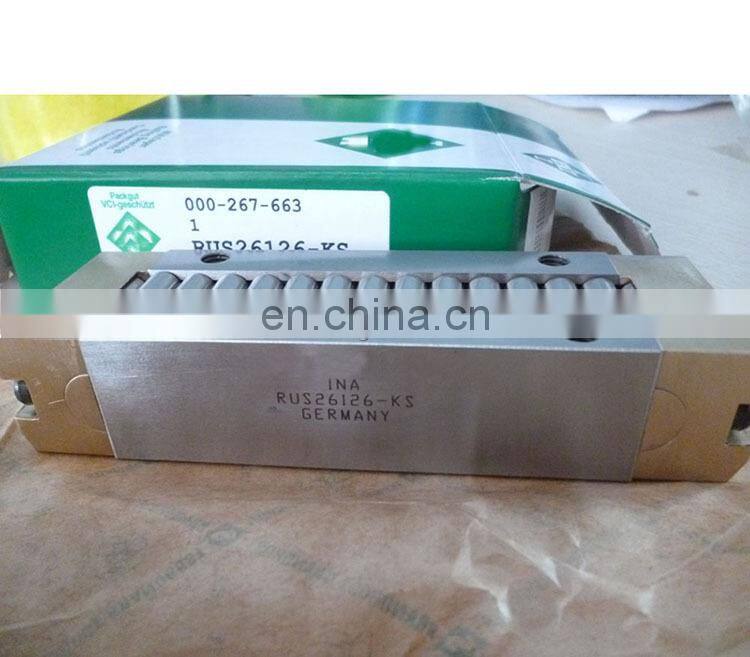 Packgut
VCI-geschützt
000-267-663
1
RUS26126-KS
en.china.cn
INA
RUS26126-KS
GERMANY